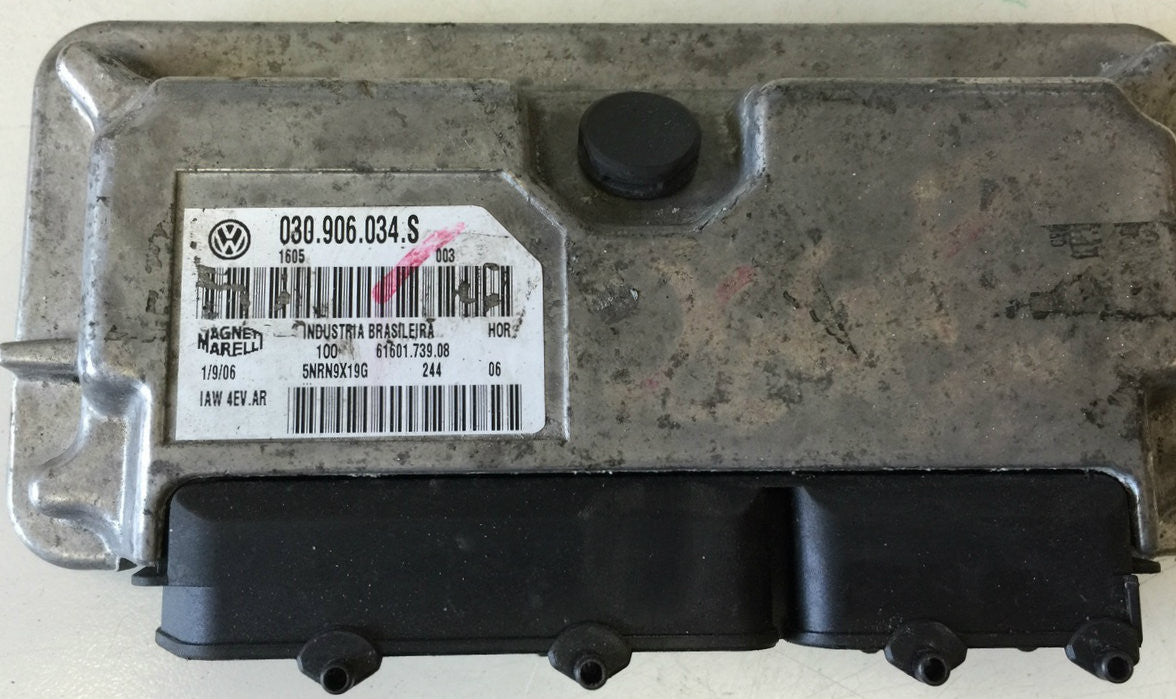 030.906.034.S
1605 003
MAGNETI INDUSTRIA BRASILEIRA HOR
MARELLI 100 61601.739.08
1/9/06 5NRN9X19G 244 06
IAW 4EV.AR